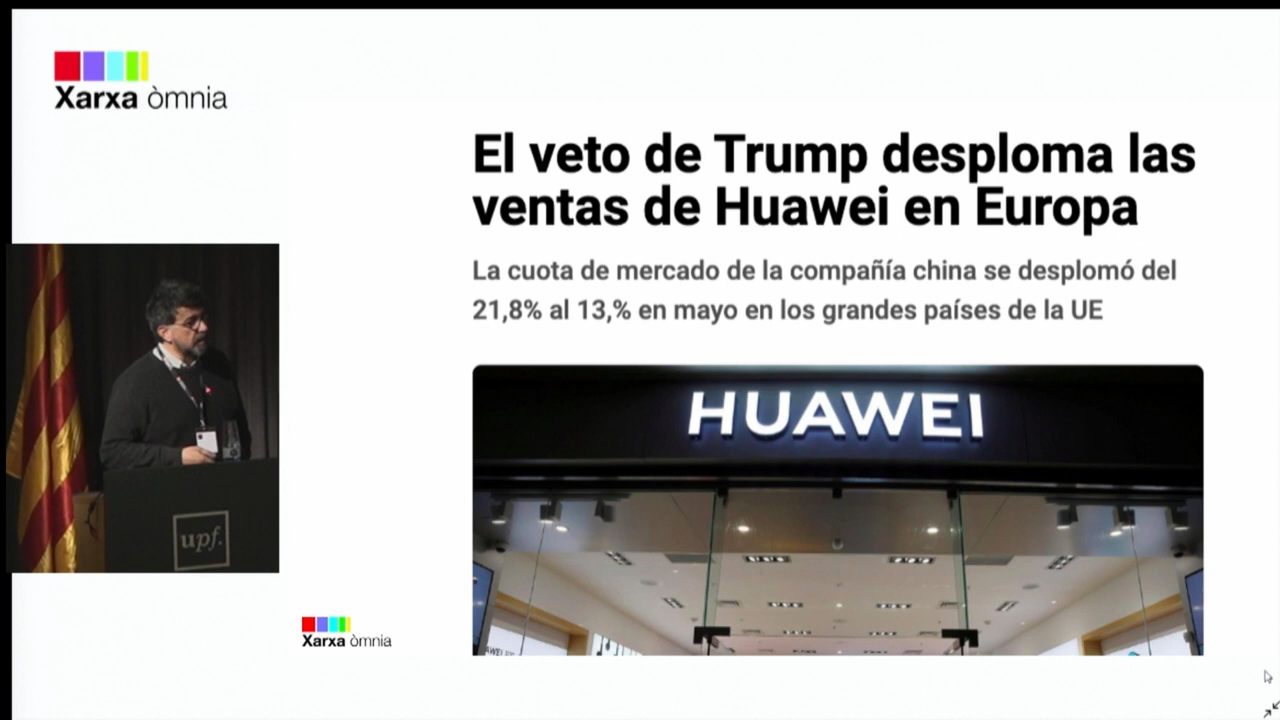 Xarxa òmnia
El veto de Trump desploma las
ventas de Huawei en Europa
La cuota de mercado de la compañía china se desplomó del
21,8% al 13,% en mayo en los grandes países de la UE
HUAWEI
upf.
Xarxa òmnia